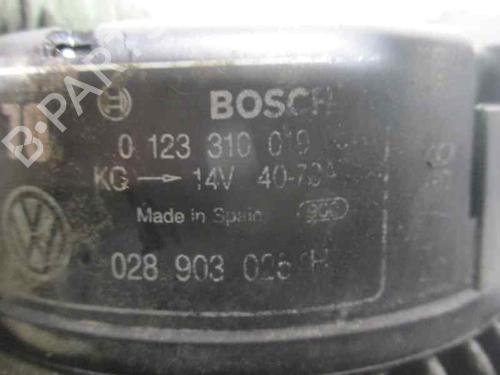 BOSCH
0 123 310 019
KG → 14V 40-70A
Made in Spain
028 903 026 H